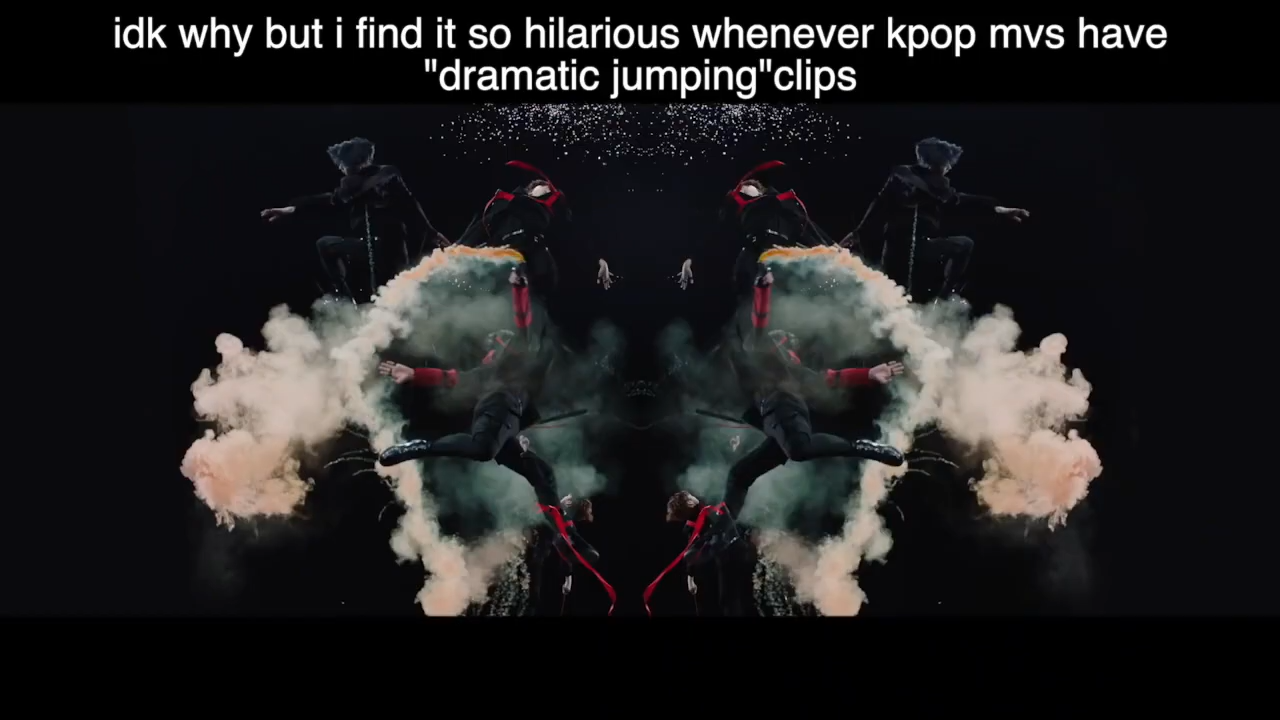 idk why but i find it so hilarious whenever kpop mvs have
"dramatic jumping"clips